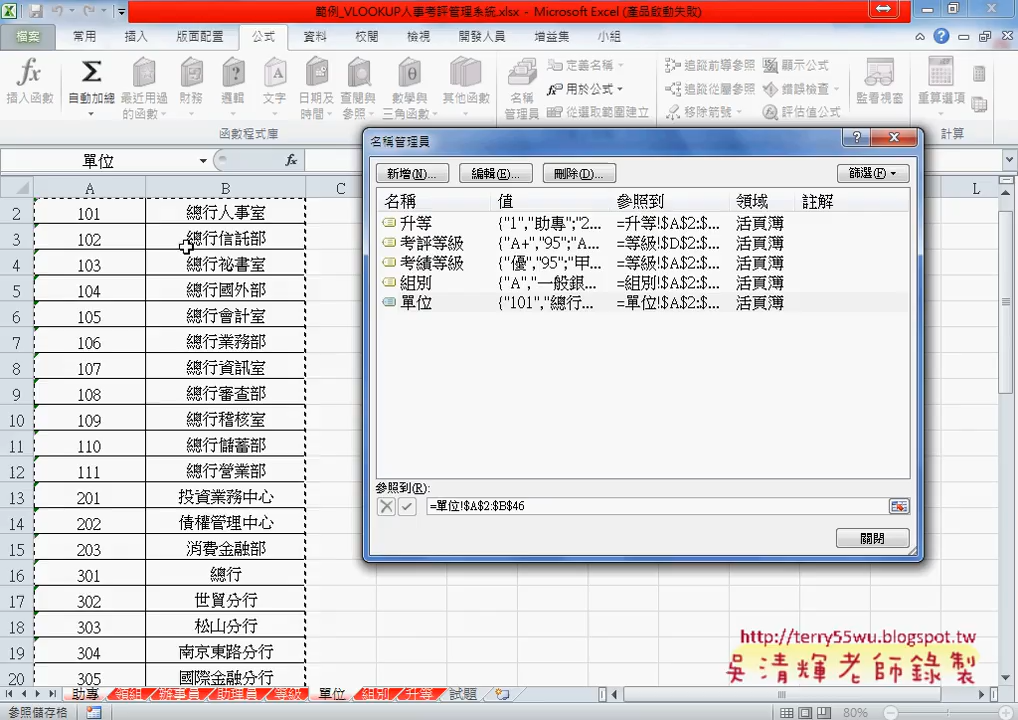 範例_VLOOKUP人事考評管理系統.xlsx - Microsoft Excel (產品啟動失敗)
檔案 常用 插入 版面配置 公式 資料 校閱 檢視 開發人員 增益集 小組
插入函數 自動加總 最近用過的函數 財務 邏輯 文字 日期及時間 查閱與參照 數學與三角函數 其他函數 名稱管理員 定義名稱 用於公式 從選取範圍建立 追蹤前導參照 追蹤從屬參照 移除箭號 顯示公式 錯誤檢查 評估值公式 監看視窗 重算選項
函數程式庫 計算
單位 fx
A B C L
2 101 總行人事室
3 102 總行信託部
4 103 總行祕書室
5 104 總行國外部
6 105 總行會計室
7 106 總行業務部
8 107 總行資訊室
9 108 總行審查部
10 109 總行稽核室
11 110 總行儲蓄部
12 111 總行營業部
13 201 投資業務中心
14 202 債權管理中心
15 203 消費金融部
16 301 總行
17 302 世貿分行
18 303 松山分行
19 304 南京東路分行
20 305 國際金融分行
名稱管理員
新增(N)... 編輯(E)... 刪除(D)... 篩選(F)
名稱 值 參照到 領域 註解
升等 {"1","助專";"2... =升等!$A$2:$... 活頁簿
考評等級 {"A+","95";"A... =等級!$D$2:$... 活頁簿
考績等級 {"優","95";"甲... =等級!$A$2:$... 活頁簿
組別 {"A","一般銀... =組別!$A$2:$... 活頁簿
單位 {"101","總行... =單位!$A$2:$... 活頁簿
參照到(R):
=單位!$A$2:$B$46
關閉
http://terry55wu.blogspot.tw
吳清輝老師錄製
助專 領組 辦事員 助理員 等級 單位 組別 升等 試題
參照儲存格 80%